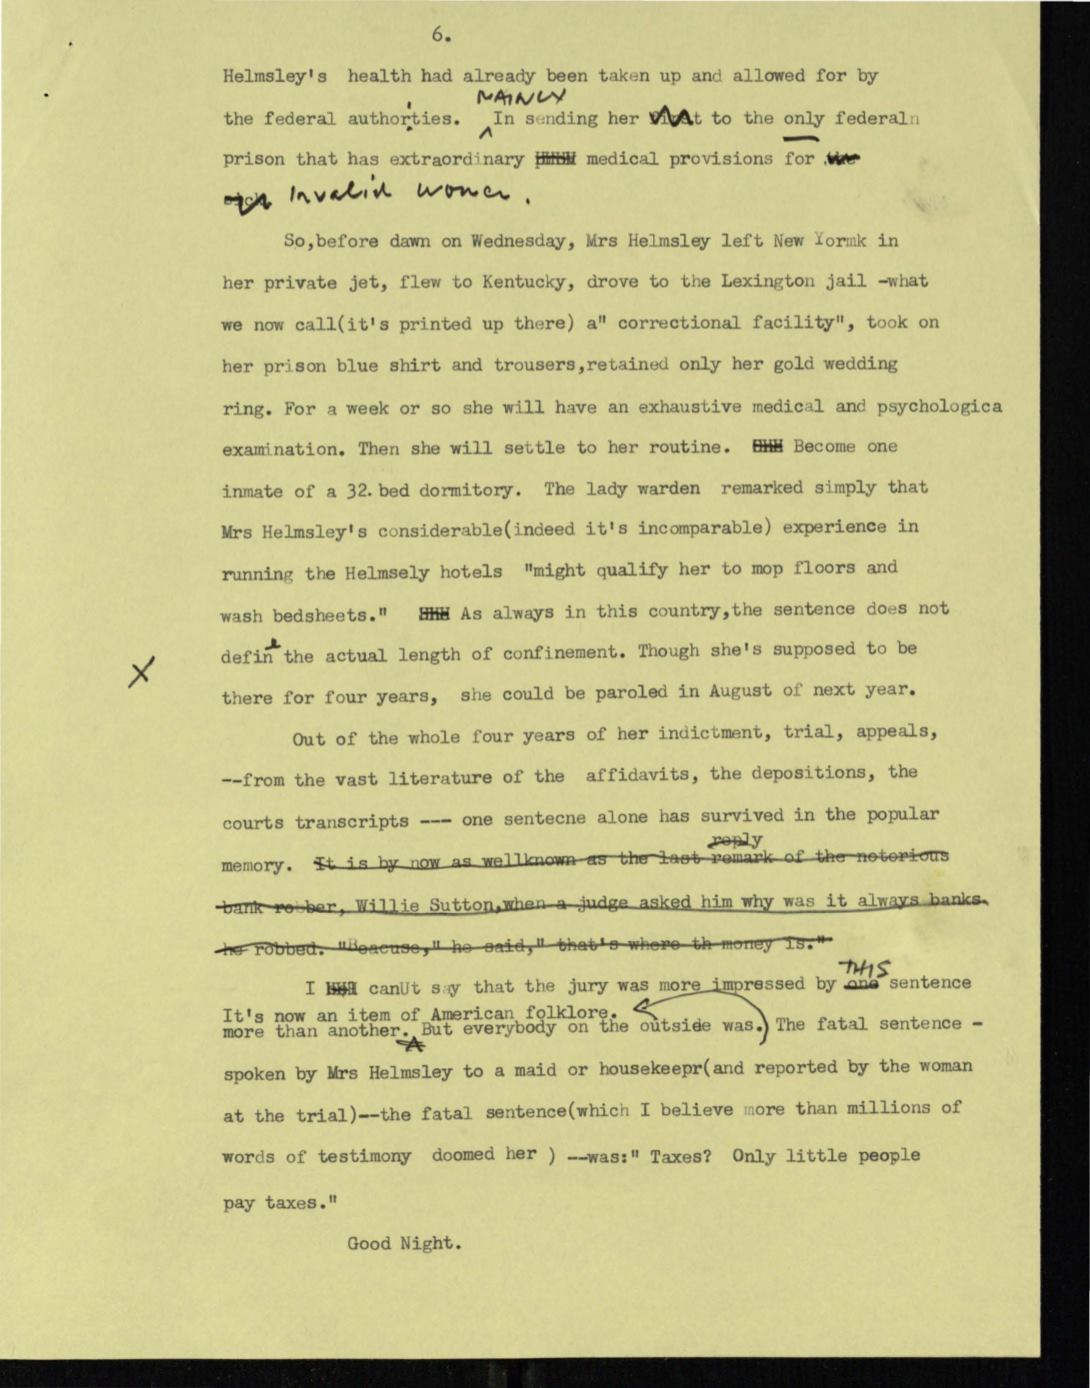 6.
Helmsley's health had already been taken up and allowed for by
MAINLY
the federal authorties. In sending her to the only federaln
prison that has extraordinary medical provisions for the
sick Invalid women.
So,before dawn on Wednesday, Mrs Helmsley left New Yormk in
her private jet, flew to Kentucky, drove to the Lexington jail -what
we now call(it's printed up there) a" correctional facility", took on
her prison blue shirt and trousers,retained only her gold wedding
ring. For a week or so she will have an exhaustive medical and psychologica
examination. Then she will settle to her routine. Become one
inmate of a 32. bed dormitory. The lady warden remarked simply that
Mrs Helmsley's considerable(indeed it's incomparable) experience in
running the Helmsely hotels "might qualify her to mop floors and
wash bedsheets." As always in this country,the sentence does not
X define the actual length of confinement. Though she's supposed to be
there for four years, she could be paroled in August of next year.
Out of the whole four years of her indictment, trial, appeals,
--from the vast literature of the affidavits, the depositions, the
courts transcripts --- one sentecne alone has survived in the popular
reply
memory. It is by now as wellknown as the last remark of the notorious
bank robber, Willie Sutton,when a judge asked him why was it always banks
he robbed. "Beacuse," he said," that's where th money is."
THIS
I canUt say that the jury was more impressed by one sentence
It's now an item of American folklore.
more than another. But everybody on the outside was. The fatal sentence -
spoken by Mrs Helmsley to a maid or housekeepr(and reported by the woman
at the trial)--the fatal sentence(which I believe more than millions of
words of testimony doomed her ) --was:" Taxes? Only little people
pay taxes."
Good Night.